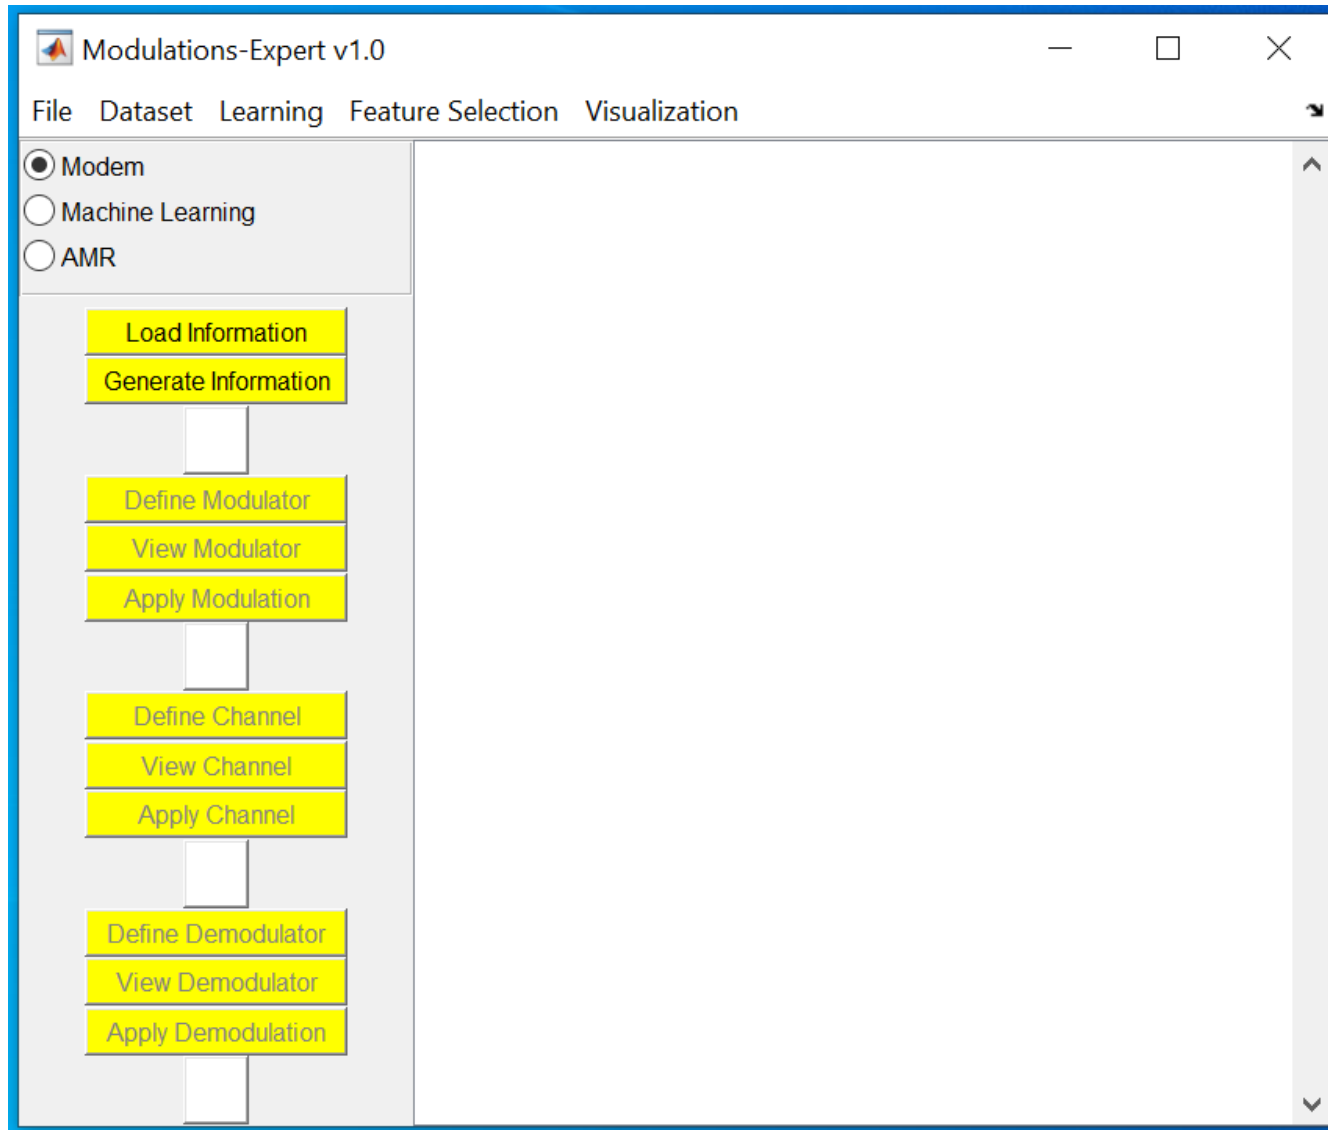 Modulations-Expert v1.0
File Dataset Learning Feature Selection Visualization
Modem
Machine Learning
AMR
Load Information
Generate Information
Define Modulator
View Modulator
Apply Modulation
Define Channel
View Channel
Apply Channel
Define Demodulator
View Demodulator
Apply Demodulation